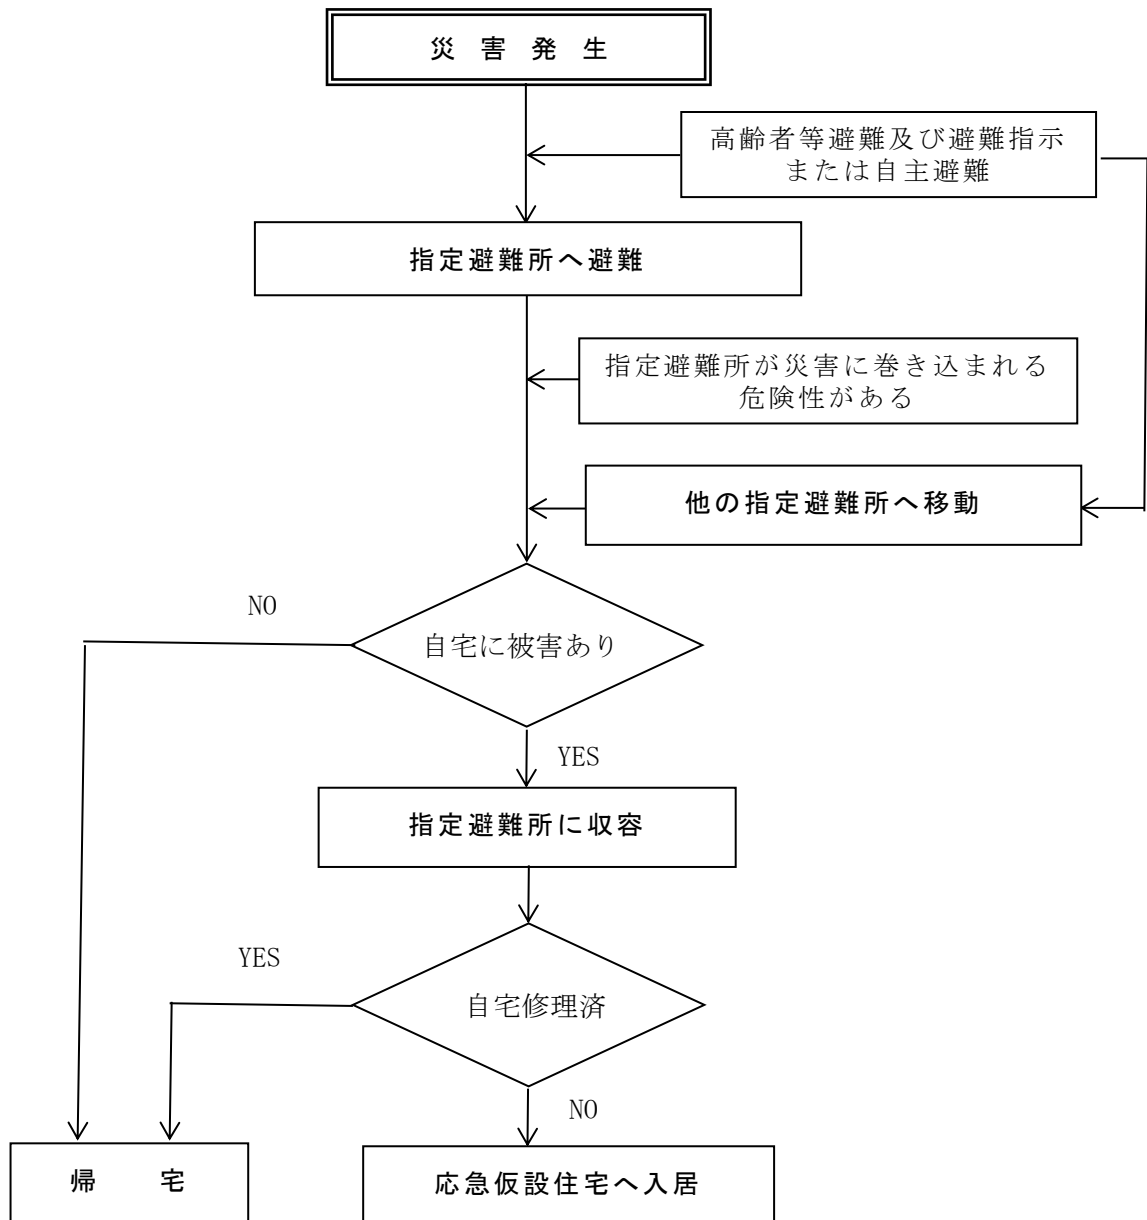 災 害 発 生
高齢者等避難及び避難指示
または自主避難
指定避難所へ避難
指定避難所が災害に巻き込まれる
危険性がある
他の指定避難所へ移動
NO
自宅に被害あり
YES
指定避難所に収容
YES
自宅修理済
NO
帰 宅
応急仮設住宅へ入居